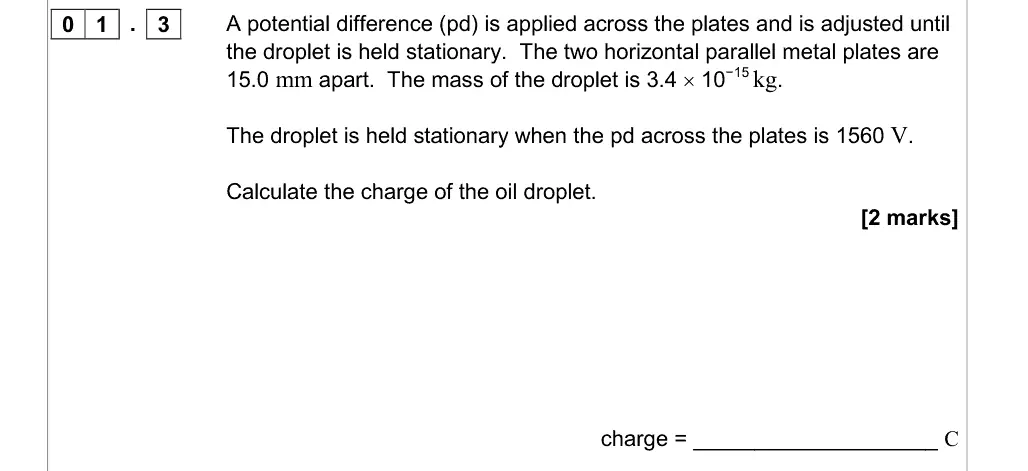 0 1 . 3 A potential difference (pd) is applied across the plates and is adjusted until
the droplet is held stationary. The two horizontal parallel metal plates are
15.0 mm apart. The mass of the droplet is 3.4 × 10⁻¹⁵ kg.
The droplet is held stationary when the pd across the plates is 1560 V.
Calculate the charge of the oil droplet.
[2 marks]
charge = ____________________ C